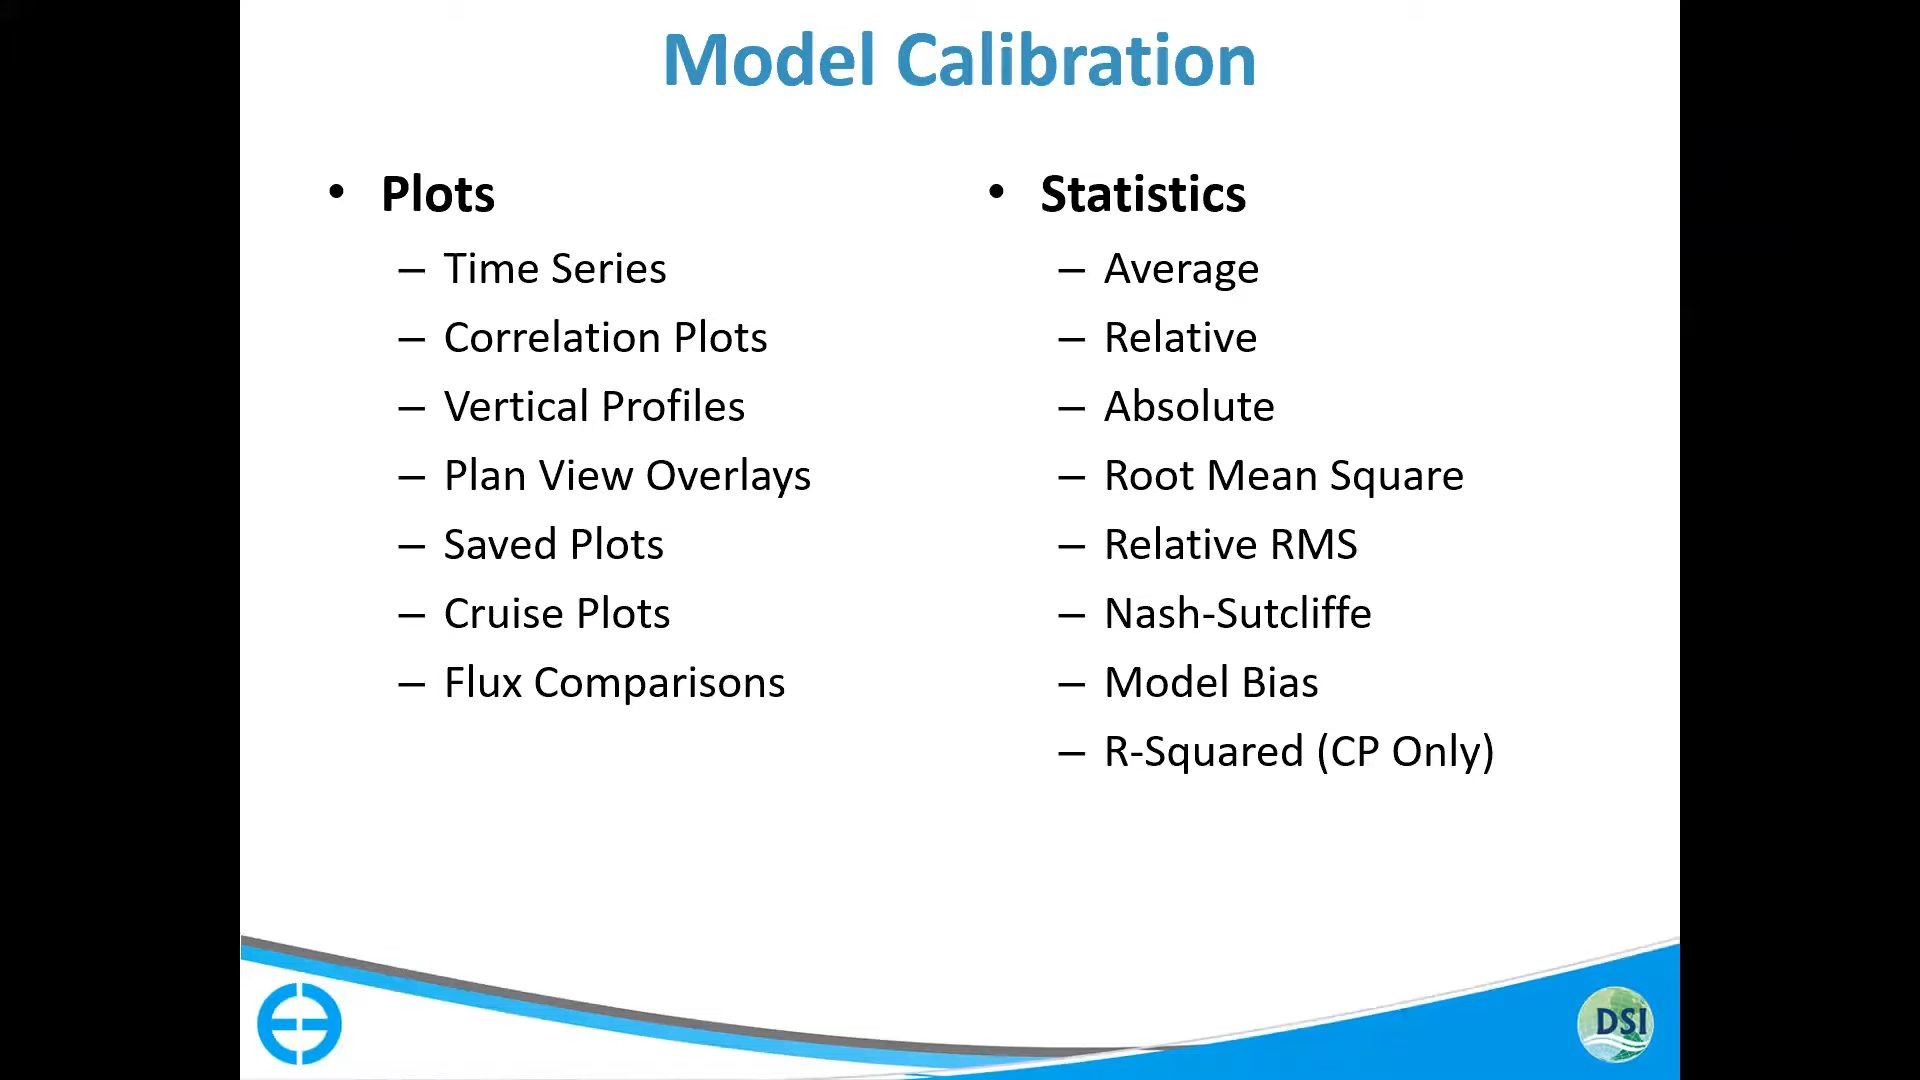 Model Calibration
• Plots
– Time Series
– Correlation Plots
– Vertical Profiles
– Plan View Overlays
– Saved Plots
– Cruise Plots
– Flux Comparisons
• Statistics
– Average
– Relative
– Absolute
– Root Mean Square
– Relative RMS
– Nash-Sutcliffe
– Model Bias
– R-Squared (CP Only)
DSI